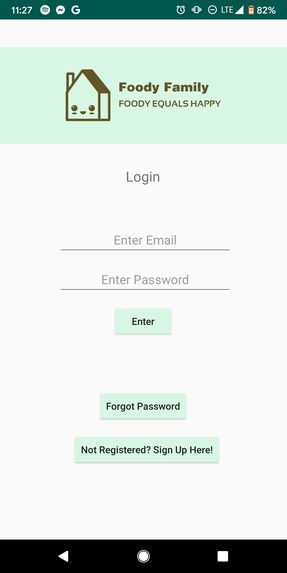 11:27
LTE
82%
Foody Family
FOODY EQUALS HAPPY
Login
Enter Email
Enter Password
Enter
Forgot Password
Not Registered? Sign Up Here!